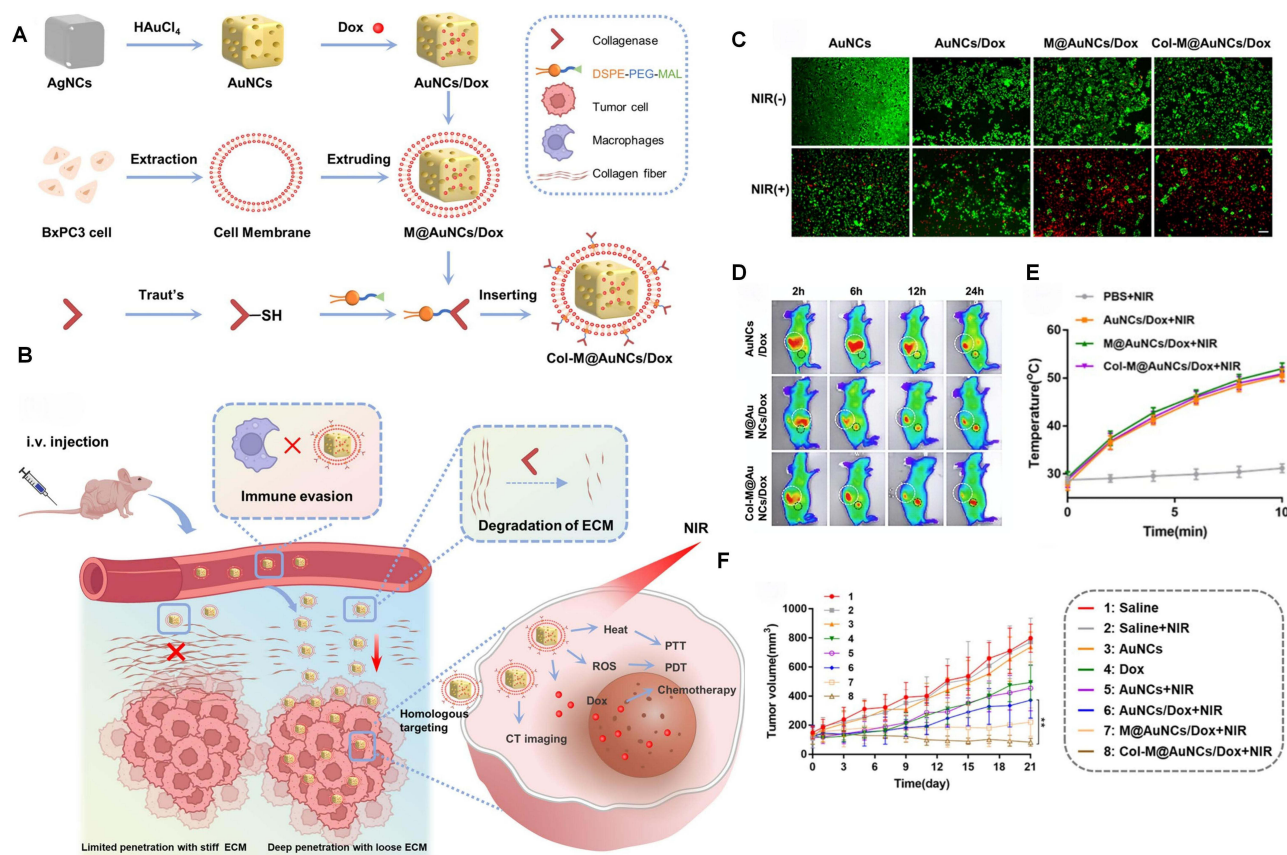 A
HAuCl4
Dox
AgNCs
AuNCs
AuNCs/Dox
Collagenase
DSPE-PEG-MAL
Tumor cell
Macrophages
Collagen fiber
Extraction
Extruding
BxPC3 cell
Cell Membrane
M@AuNCs/Dox
Traut's
SH
Inserting
Col-M@AuNCs/Dox
B
i.v. injection
Immune evasion
Degradation of ECM
NIR
Heat
PTT
ROS
PDT
Dox
Chemotherapy
Homologous
targeting
CT imaging
Limited penetration with stiff ECM
Deep penetration with loose ECM
C
AuNCs
AuNCs/Dox
M@AuNCs/Dox
Col-M@AuNCs/Dox
NIR(-)
NIR(+)
D
2h
6h
12h
24h
AuNCs
/Dox
M@Au
NCs/Dox
Col-M@Au
NCs/Dox
E
PBS+NIR
AuNCs/Dox+NIR
M@AuNCs/Dox+NIR
Col-M@AuNCs/Dox+NIR
Temperature(°C)
60
50
40
30
0
5
10
Time(min)
F
Tumor volume(mm3)
1000
800
600
400
200
0
1
2
3
4
5
6
7
8
**
0
3
6
9
12
15
18
21
Time(day)
1: Saline
2: Saline+NIR
3: AuNCs
4: Dox
5: AuNCs+NIR
6: AuNCs/Dox+NIR
7: M@AuNCs/Dox+NIR
8: Col-M@AuNCs/Dox+NIR